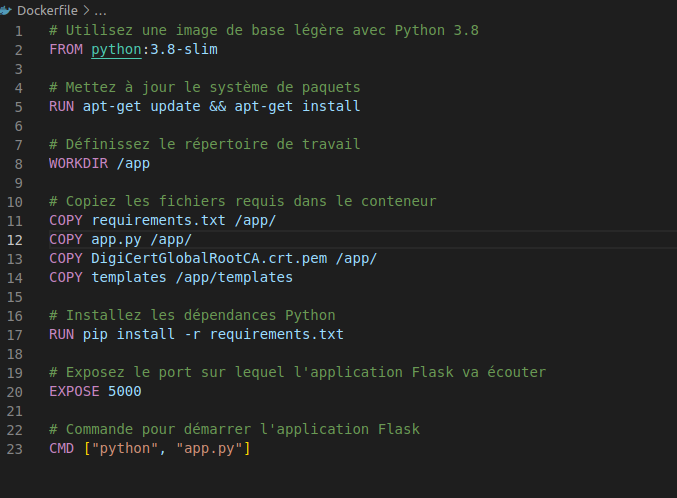 Dockerfile > ...
1 # Utilisez une image de base légère avec Python 3.8
2 FROM python:3.8-slim
3
4 # Mettez à jour le système de paquets
5 RUN apt-get update && apt-get install
6
7 # Définissez le répertoire de travail
8 WORKDIR /app
9
10 # Copiez les fichiers requis dans le conteneur
11 COPY requirements.txt /app/
12 COPY app.py /app/
13 COPY DigiCertGlobalRootCA.crt.pem /app/
14 COPY templates /app/templates
15
16 # Installez les dépendances Python
17 RUN pip install -r requirements.txt
18
19 # Exposez le port sur lequel l'application Flask va écouter
20 EXPOSE 5000
21
22 # Commande pour démarrer l'application Flask
23 CMD ["python", "app.py"]